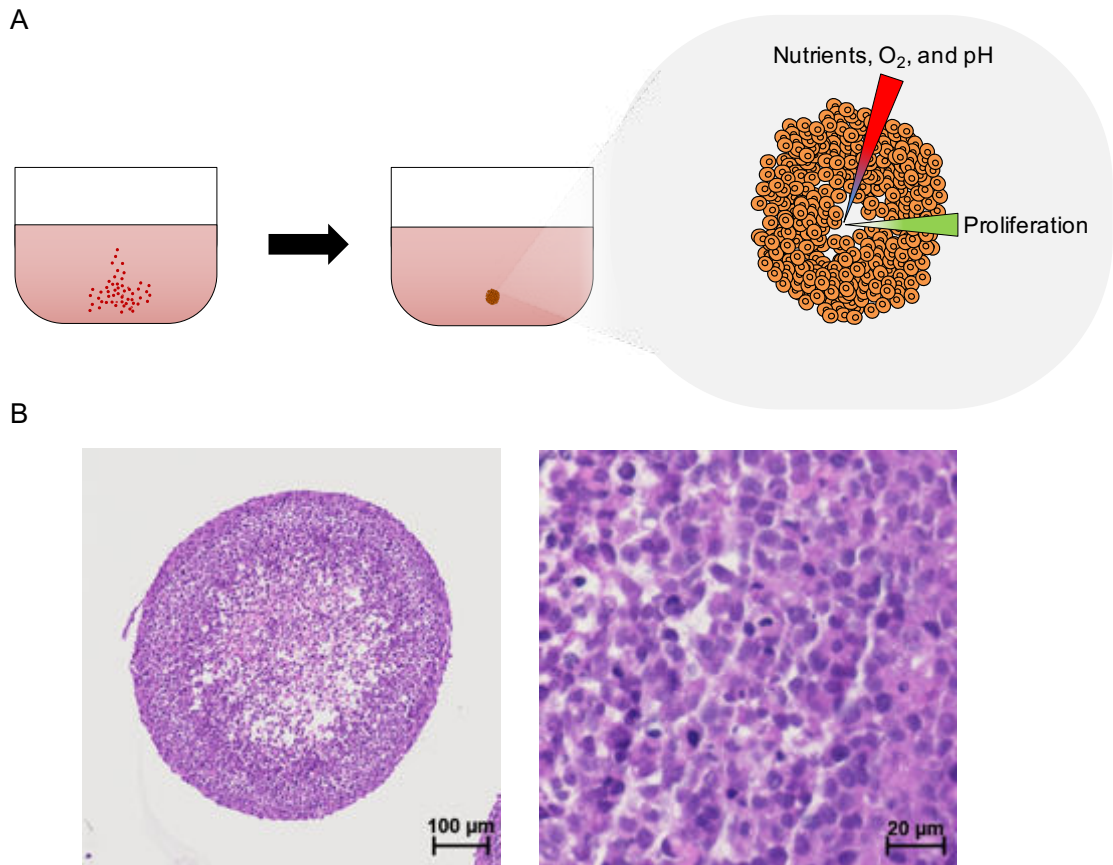 A
Nutrients, O₂, and pH
Proliferation
B
100 µm
20 µm